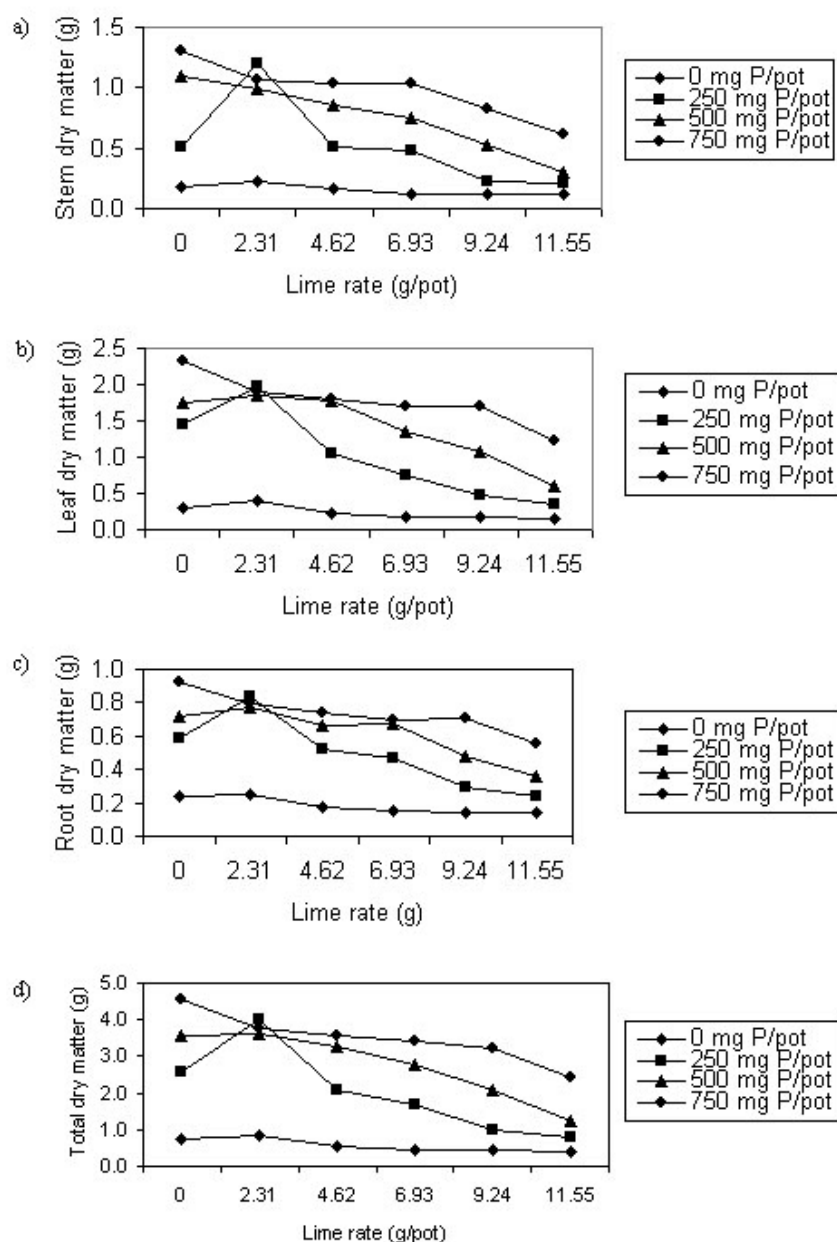 a)
Stem dry matter (g)
1.5
1.0
0.5
0.0
0 2.31 4.62 6.93 9.24 11.55
Lime rate (g/pot)
0 mg P/pot
250 mg P/pot
500 mg P/pot
750 mg P/pot
b)
Leaf dry matter (g)
2.5
2.0
1.5
1.0
0.5
0.0
0 2.31 4.62 6.93 9.24 11.55
Lime rate (g/pot)
0 mg P/pot
250 mg P/pot
500 mg P/pot
750 mg P/pot
c)
Root dry matter (g)
1.0
0.8
0.6
0.4
0.2
0.0
0 2.31 4.62 6.93 9.24 11.55
Lime rate (g)
0 mg P/pot
250 mg P/pot
500 mg P/pot
750 mg P/pot
d)
Total dry matter (g)
5.0
4.0
3.0
2.0
1.0
0.0
0 2.31 4.62 6.93 9.24 11.55
Lime rate (g/pot)
0 mg P/pot
250 mg P/pot
500 mg P/pot
750 mg P/pot